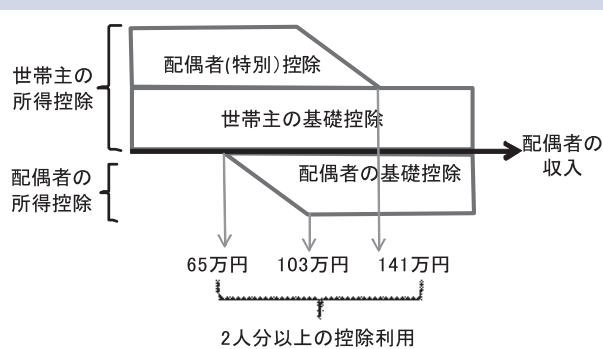 世帯主の
所得控除
配偶者(特別)控除
世帯主の基礎控除
配偶者の
収入
配偶者の
所得控除
配偶者の基礎控除
65万円
103万円
141万円
2人分以上の控除利用